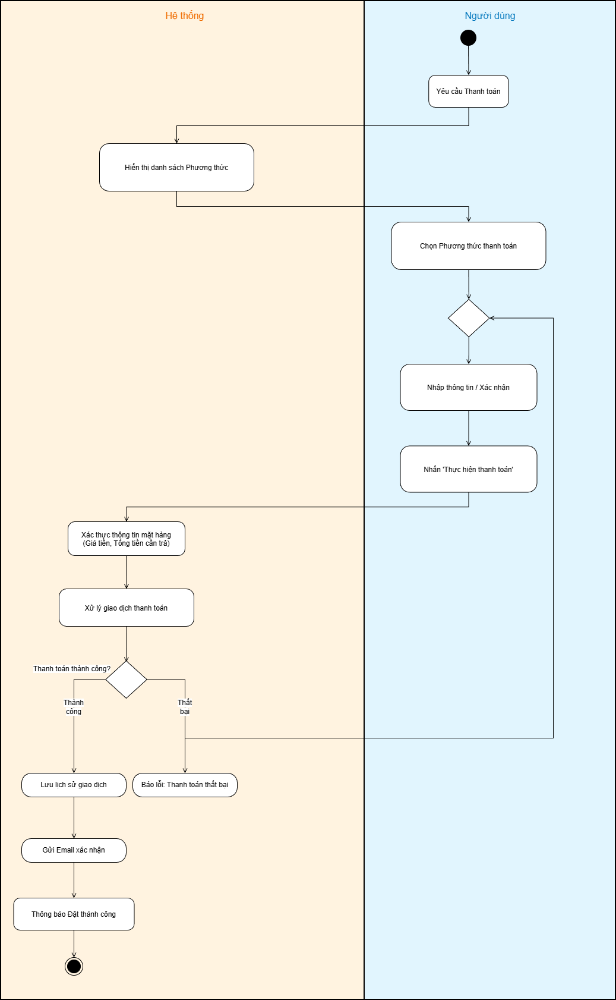 Hệ thống
Người dùng
Yêu cầu Thanh toán
Hiển thị danh sách Phương thức
Chọn Phương thức thanh toán
Nhập thông tin / Xác nhận
Nhấn 'Thực hiện thanh toán'
Xác thực thông tin mặt hàng
(Giá tiền, Tổng tiền cần trả)
Xử lý giao dịch thanh toán
Thanh toán thành công?
Thành
công
Thất
bại
Lưu lịch sử giao dịch
Báo lỗi: Thanh toán thất bại
Gửi Email xác nhận
Thông báo Đặt thành công